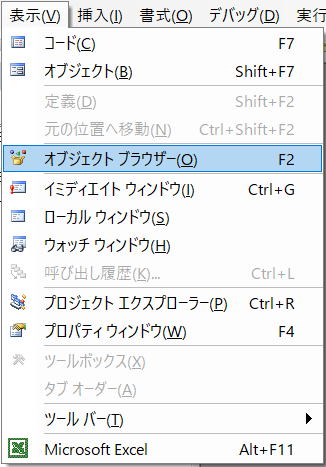 表示(V) 挿入(I) 書式(O) デバッグ(D) 実行
コード(C) F7
オブジェクト(B) Shift+F7
定義(D) Shift+F2
元の位置へ移動(N) Ctrl+Shift+F2
オブジェクト ブラウザー(O) F2
イミディエイト ウィンドウ(I) Ctrl+G
ローカル ウィンドウ(S)
ウォッチ ウィンドウ(H)
呼び出し履歴(K)... Ctrl+L
プロジェクト エクスプローラー(P) Ctrl+R
プロパティ ウィンドウ(W) F4
ツールボックス(X)
タブ オーダー(A)
ツール バー(T)
Microsoft Excel Alt+F11